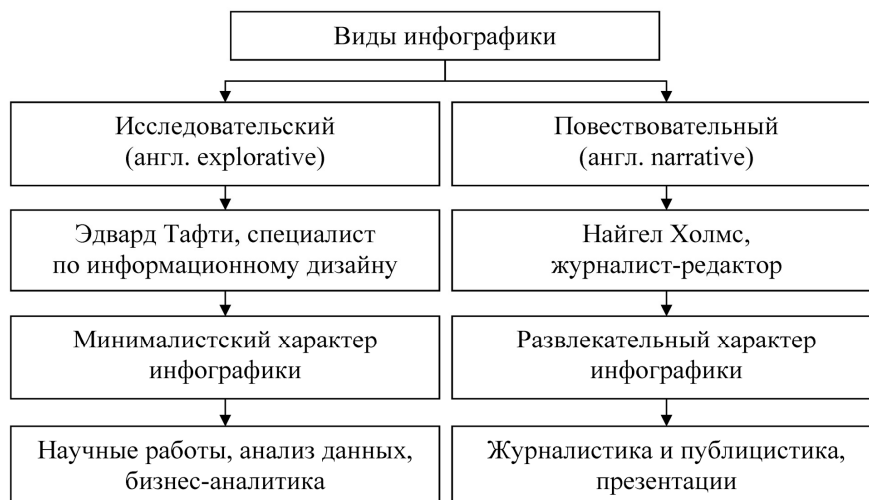 Виды инфографики
Исследовательский
(англ. explorative)
Повествовательный
(англ. narrative)
Эдвард Тафти, специалист
по информационному дизайну
Найгел Холмс,
журналист-редактор
Минималистский характер
инфографики
Развлекательный характер
инфографики
Научные работы, анализ данных,
бизнес-аналитика
Журналистика и публицистика,
презентации